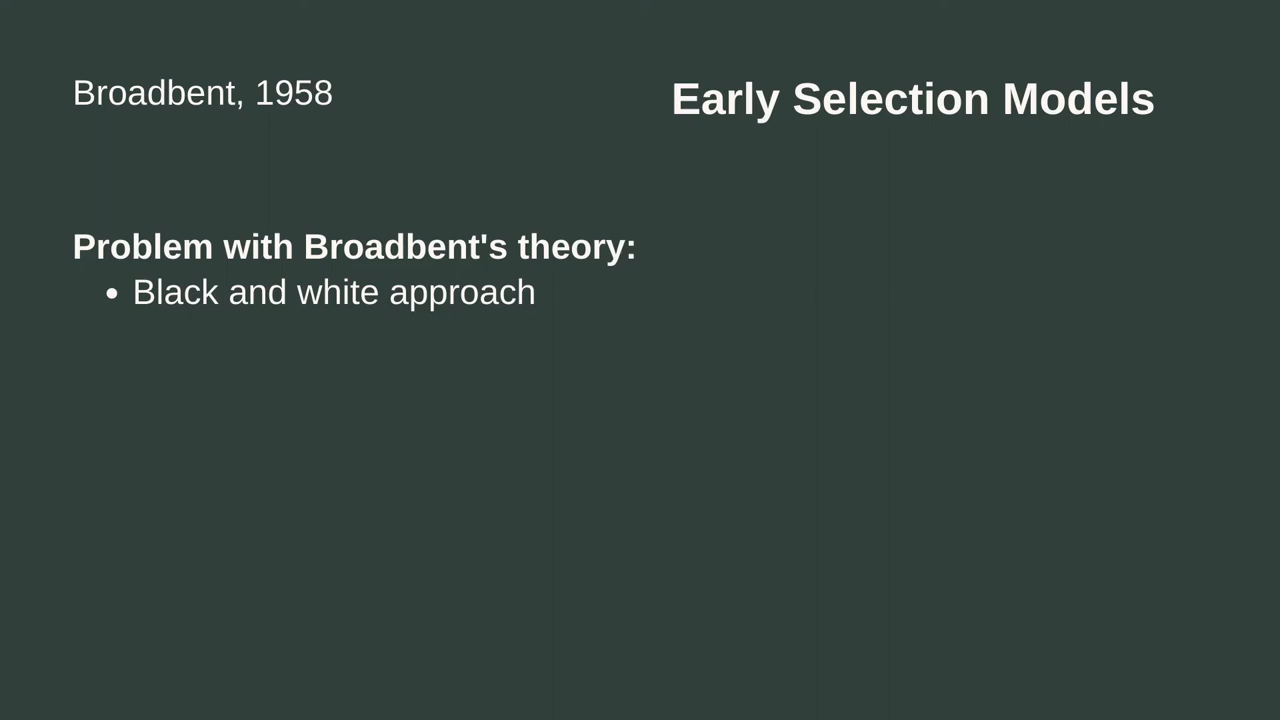 Broadbent, 1958
Early Selection Models
Problem with Broadbent's theory:
• Black and white approach